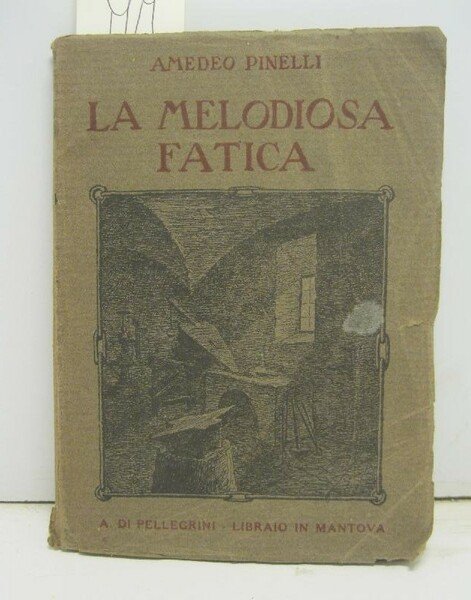 AMEDEO PINELLI
LA MELODIOSA
FATICA
A. DI PELLEGRINI - LIBRAIO IN MANTOVA